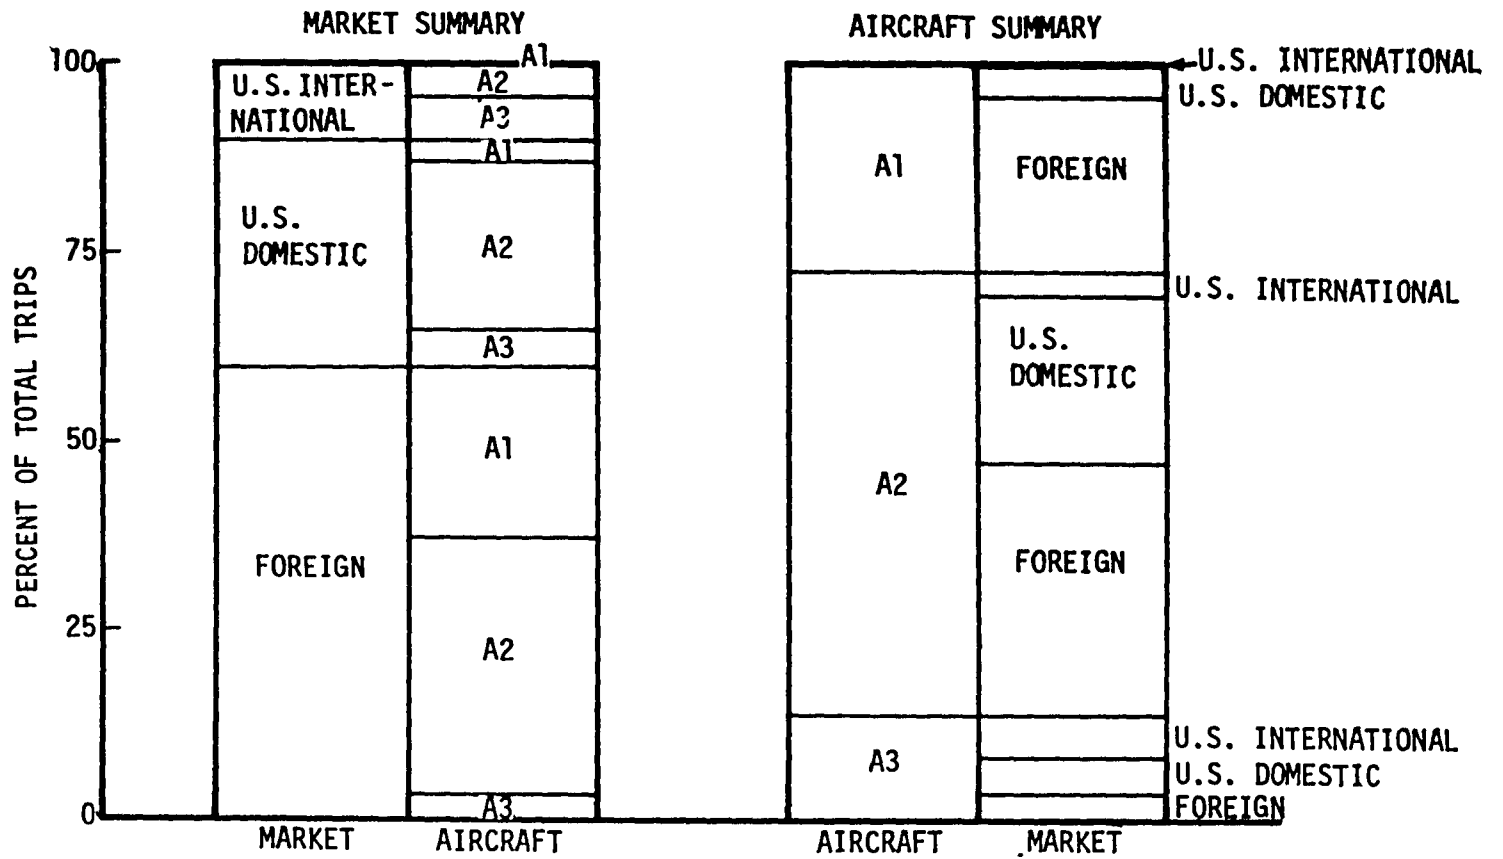 MARKET SUMMARY
AIRCRAFT SUMMARY
PERCENT OF TOTAL TRIPS
100
75
50
25
0
U.S. INTER-
NATIONAL
U.S.
DOMESTIC
FOREIGN
A1
A2
A3
A1
A2
A3
A1
A2
A3
MARKET
AIRCRAFT
A1
A2
A3
U.S. INTERNATIONAL
U.S. DOMESTIC
FOREIGN
U.S. INTERNATIONAL
U.S.
DOMESTIC
FOREIGN
U.S. INTERNATIONAL
U.S. DOMESTIC
FOREIGN
AIRCRAFT
MARKET